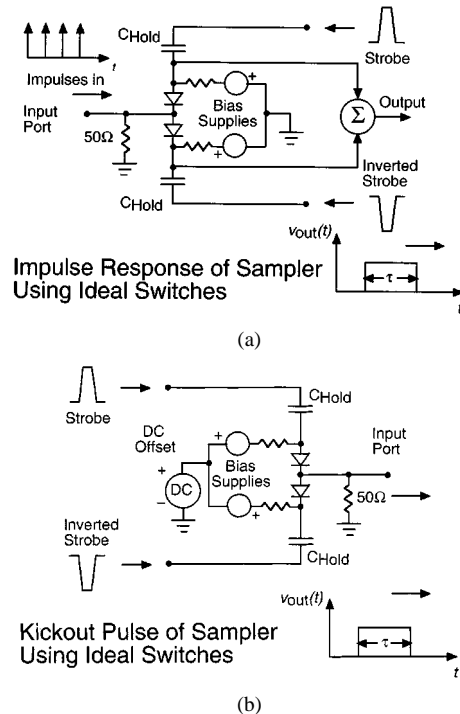 CHold
Strobe
t
Impulses in
+
Input
Port
Bias
Supplies
Σ
Output
50Ω
+
Inverted
Strobe
CHold
vout(t)
τ
t
Impulse Response of Sampler
Using Ideal Switches
(a)
Strobe
CHold
DC
Offset
Input
Port
+
DC
−
Bias
Supplies
+
50Ω
Inverted
Strobe
CHold
vout(t)
τ
t
Kickout Pulse of Sampler
Using Ideal Switches
(b)